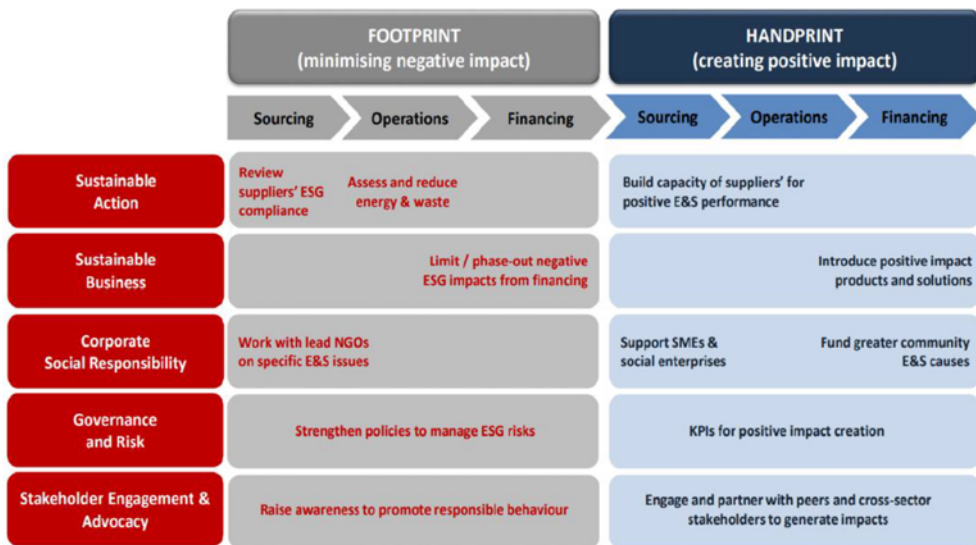 FOOTPRINT
(minimising negative impact)
HANDPRINT
(creating positive impact)
Sourcing
Operations
Financing
Sourcing
Operations
Financing
Sustainable
Action
Review
suppliers' ESG
compliance
Assess and reduce
energy & waste
Build capacity of suppliers' for
positive E&S performance
Sustainable
Business
Limit / phase-out negative
ESG impacts from financing
Introduce positive impact
products and solutions
Corporate
Social Responsibility
Work with lead NGOs
on specific E&S issues
Support SMEs &
social enterprises
Fund greater community
E&S causes
Governance
and Risk
Strengthen policies to manage ESG risks
KPIs for positive impact creation
Stakeholder Engagement &
Advocacy
Raise awareness to promote responsible behaviour
Engage and partner with peers and cross-sector
stakeholders to generate impacts